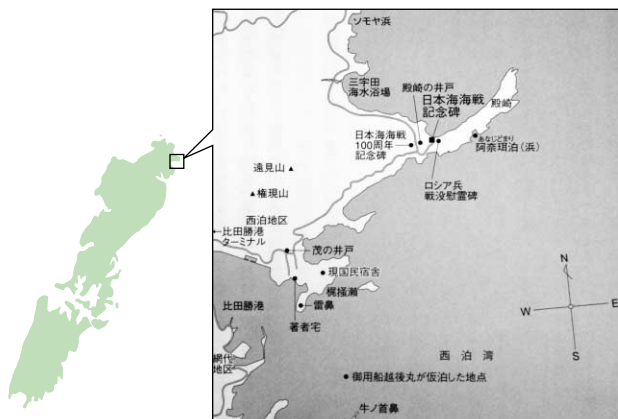 ソモヤ浜
三宇田
海水浴場
殿崎の井戸
日本海海戦
記念碑
殿崎
日本海海戦
100周年
記念碑
あなじどまり
阿奈珥泊(浜)
ロシア兵
戦没慰霊碑
遠見山
権現山
西泊地区
比田勝港
ターミナル
茂の井戸
現国民宿舎
梶掻瀬
比田勝港
雷鼻
著者宅
網代
地区
西泊湾
御用船越後丸が仮泊した地点
牛ノ首鼻
N
W
E
S